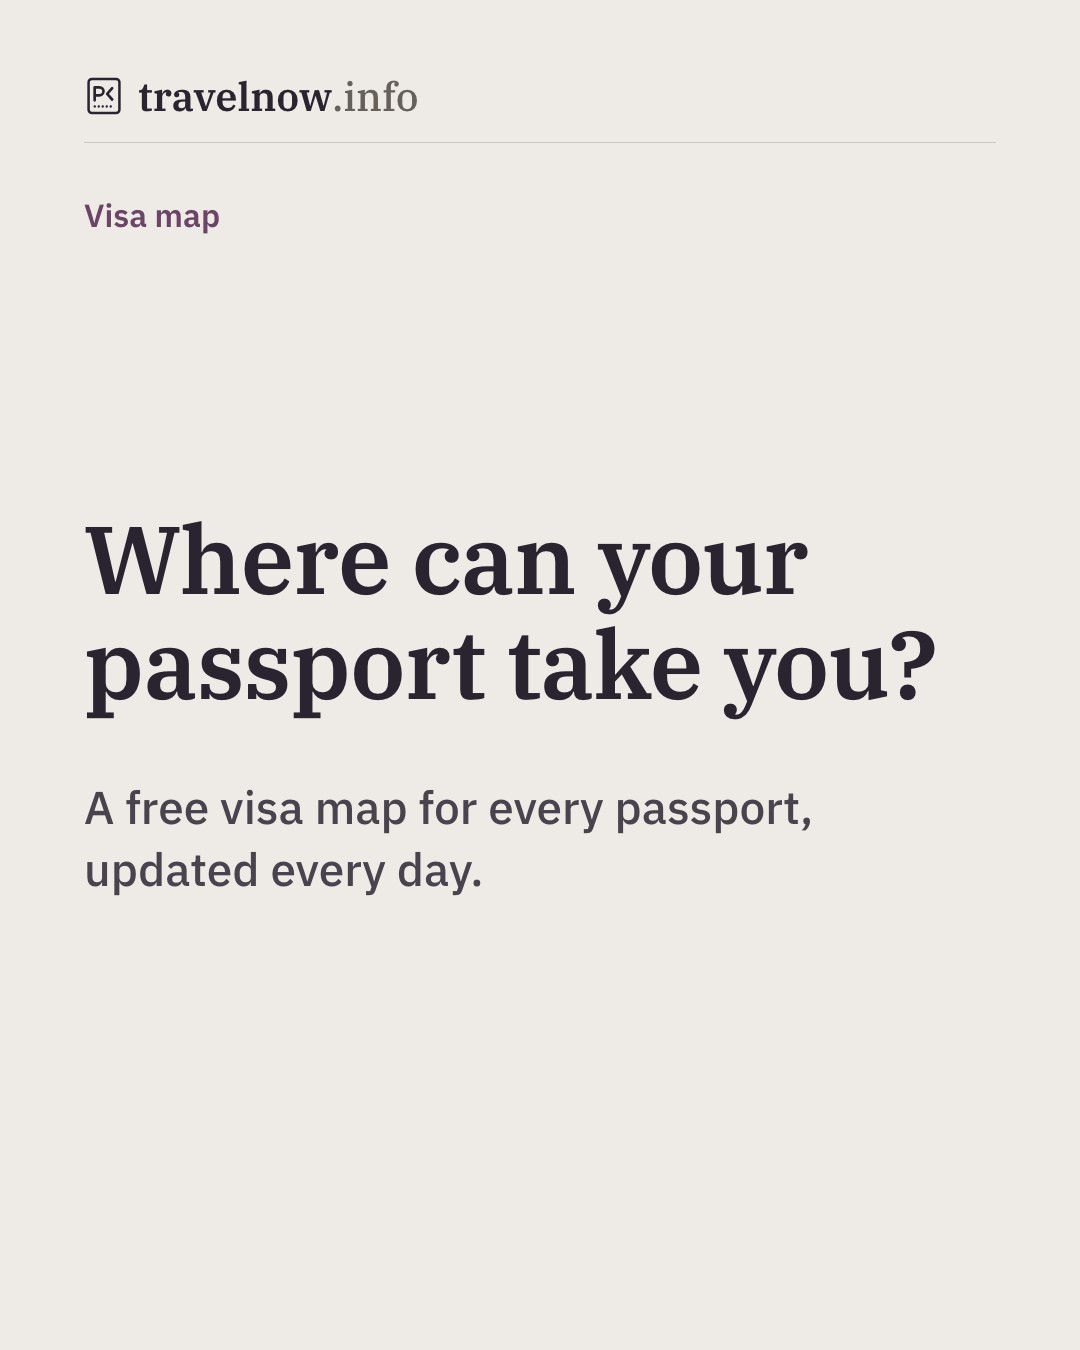 travelnow.info
Visa map
Where can your
passport take you?
A free visa map for every passport,
updated every day.